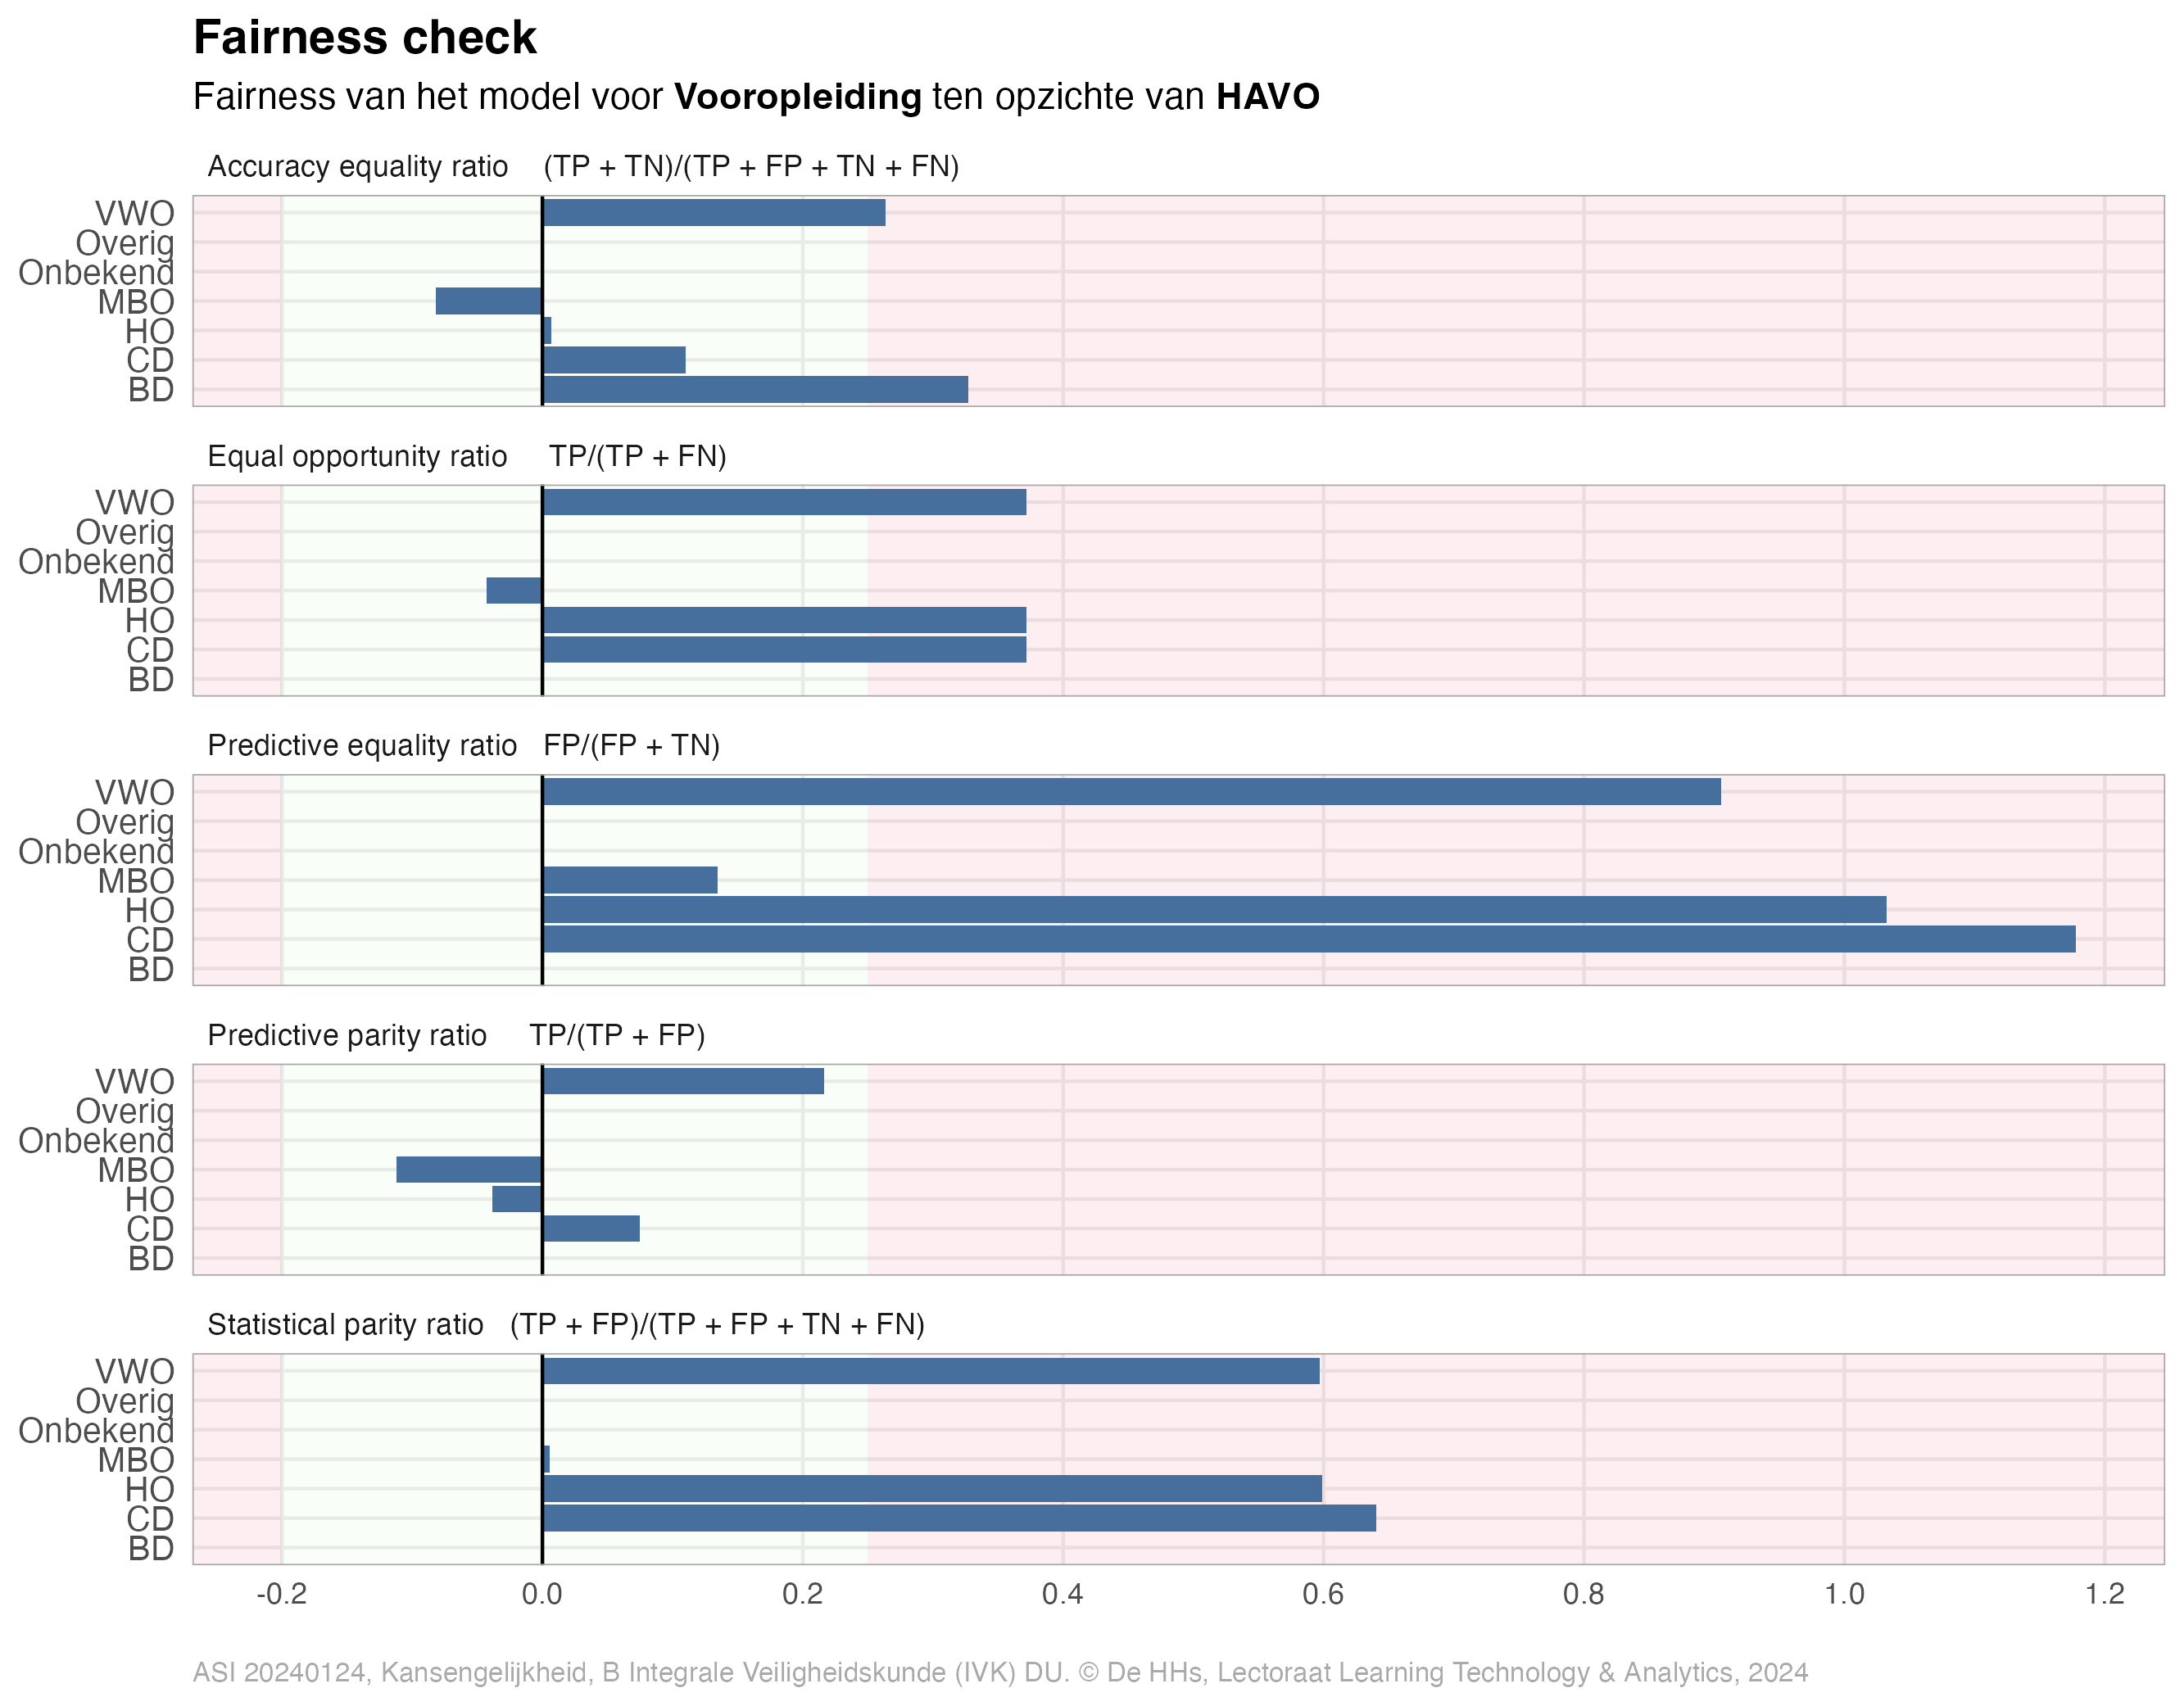 Fairness check
Fairness van het model voor Vooropleiding ten opzichte van HAVO
Accuracy equality ratio (TP + TN)/(TP + FP + TN + FN)
VWO
Overig
Onbekend
MBO
HO
CD
BD
Equal opportunity ratio TP/(TP + FN)
VWO
Overig
Onbekend
MBO
HO
CD
BD
Predictive equality ratio FP/(FP + TN)
VWO
Overig
Onbekend
MBO
HO
CD
BD
Predictive parity ratio TP/(TP + FP)
VWO
Overig
Onbekend
MBO
HO
CD
BD
Statistical parity ratio (TP + FP)/(TP + FP + TN + FN)
VWO
Overig
Onbekend
MBO
HO
CD
BD
-0.2 0.0 0.2 0.4 0.6 0.8 1.0 1.2
ASI 20240124, Kansengelijkheid, B Integrale Veiligheidskunde (IVK) DU. © De HHs, Lectoraat Learning Technology & Analytics, 2024